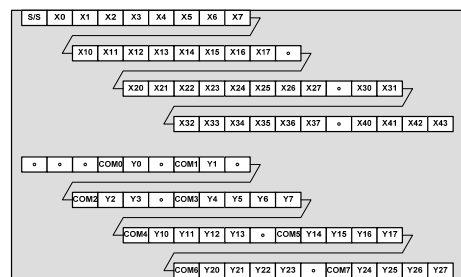 S/S X0 X1 X2 X3 X4 X5 X6 X7
X10 X11 X12 X13 X14 X15 X16 X17 ∘
X20 X21 X22 X23 X24 X25 X26 X27 ∘ X30 X31
X32 X33 X34 X35 X36 X37 ∘ X40 X41 X42 X43
∘ ∘ ∘ COM0 Y0 ∘ COM1 Y1 ∘
COM2 Y2 Y3 ∘ COM3 Y4 Y5 Y6 Y7
COM4 Y10 Y11 Y12 Y13 ∘ COM5 Y14 Y15 Y16 Y17
COM6 Y20 Y21 Y22 Y23 ∘ COM7 Y24 Y25 Y26 Y27